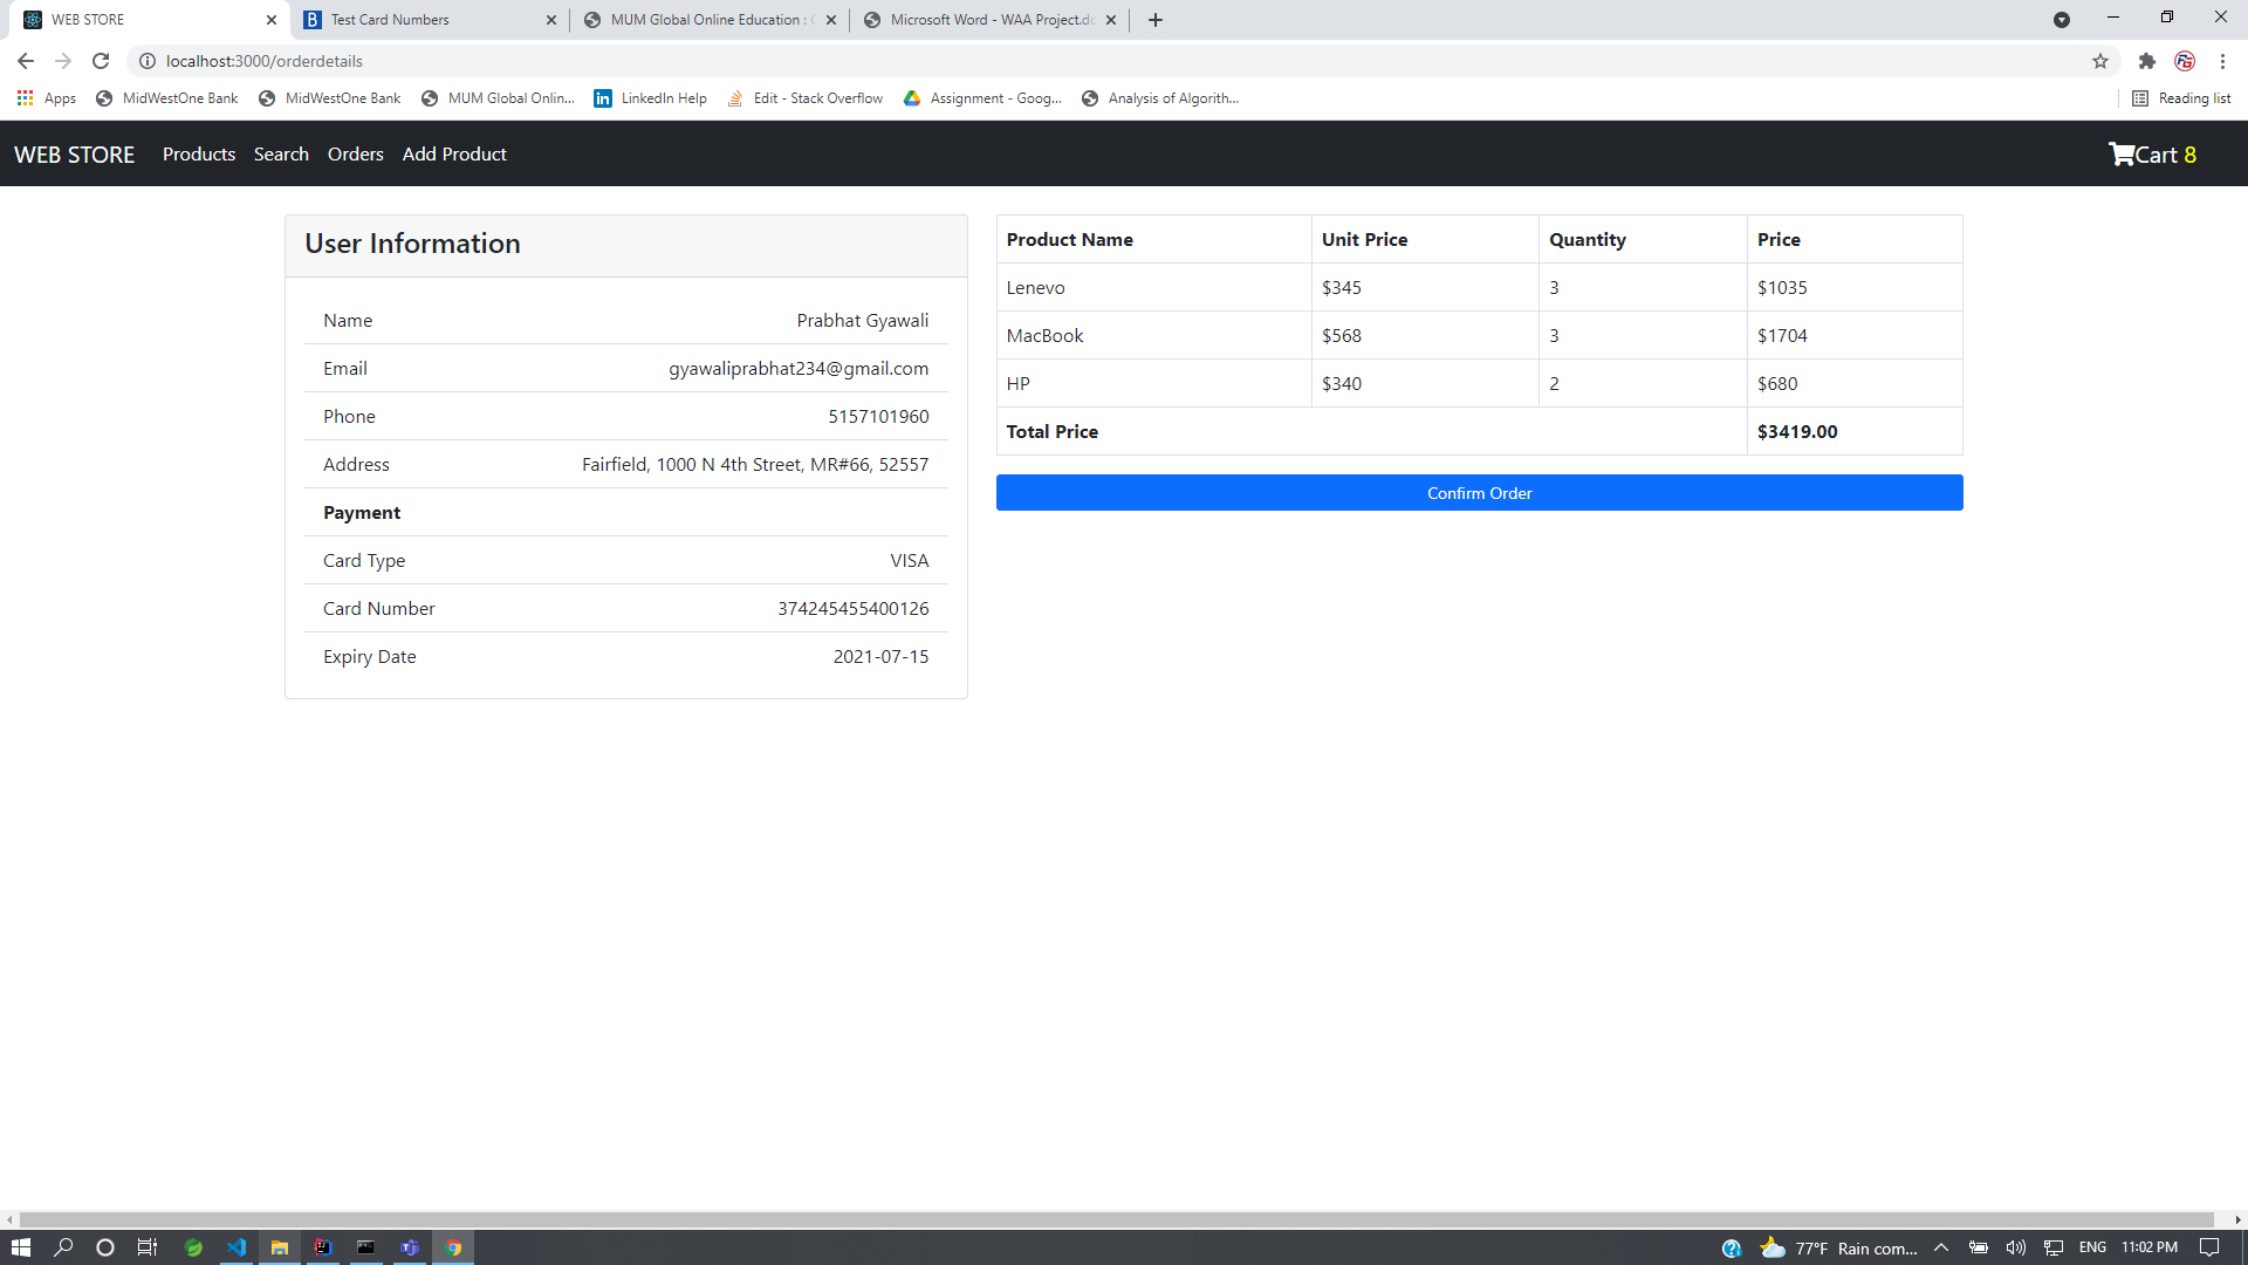 WEB STORE
Test Card Numbers
MUM Global Online Education :
Microsoft Word - WAA Project.do
localhost:3000/orderdetails
Apps MidWestOne Bank MidWestOne Bank MUM Global Onlin... LinkedIn Help Edit - Stack Overflow Assignment - Goog... Analysis of Algorith... Reading list
WEB STORE Products Search Orders Add Product Cart 8
User Information
Name Prabhat Gyawali
Email gyawaliprabhat234@gmail.com
Phone 5157101960
Address Fairfield, 1000 N 4th Street, MR#66, 52557
Payment
Card Type VISA
Card Number 374245455400126
Expiry Date 2021-07-15
Product Name Unit Price Quantity Price
Lenevo $345 3 $1035
MacBook $568 3 $1704
HP $340 2 $680
Total Price $3419.00
Confirm Order
77°F Rain com... ENG 11:02 PM